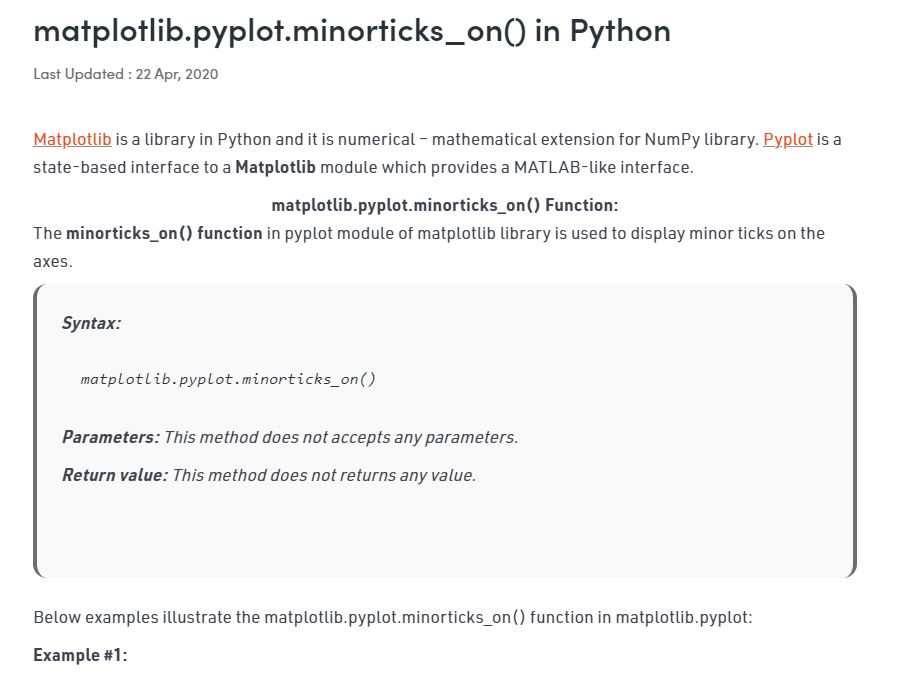 matplotlib.pyplot.minorticks_on() in Python
Last Updated : 22 Apr, 2020
Matplotlib is a library in Python and it is numerical – mathematical extension for NumPy library. Pyplot is a
state-based interface to a Matplotlib module which provides a MATLAB-like interface.
matplotlib.pyplot.minorticks_on() Function:
The minorticks_on() function in pyplot module of matplotlib library is used to display minor ticks on the
axes.
Syntax:
matplotlib.pyplot.minorticks_on()
Parameters: This method does not accepts any parameters.
Return value: This method does not returns any value.
Below examples illustrate the matplotlib.pyplot.minorticks_on() function in matplotlib.pyplot:
Example #1: